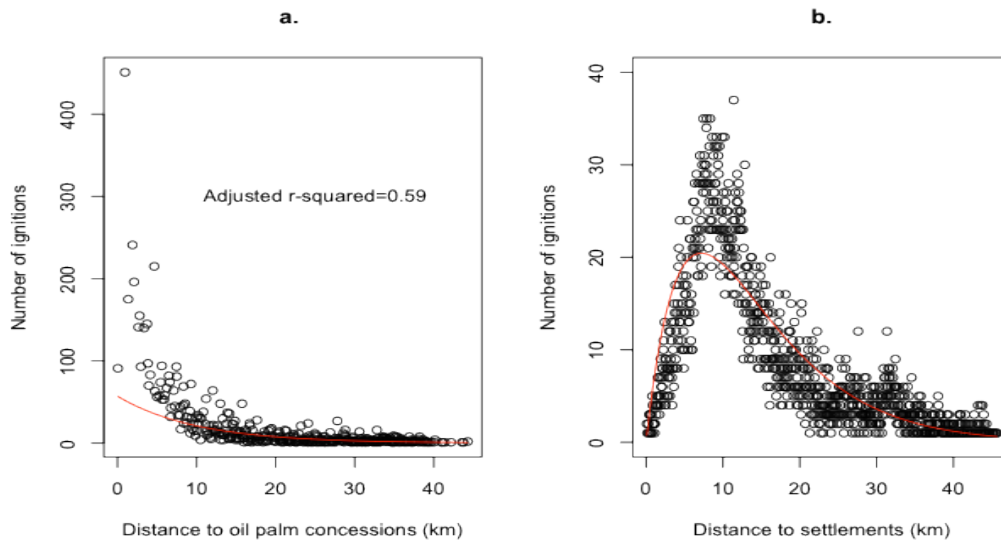 a.
Number of ignitions
400
300
200
100
0
Adjusted r-squared=0.59
0 10 20 30 40
Distance to oil palm concessions (km)
b.
Number of ignitions
40
30
20
10
0
0 10 20 30 40
Distance to settlements (km)